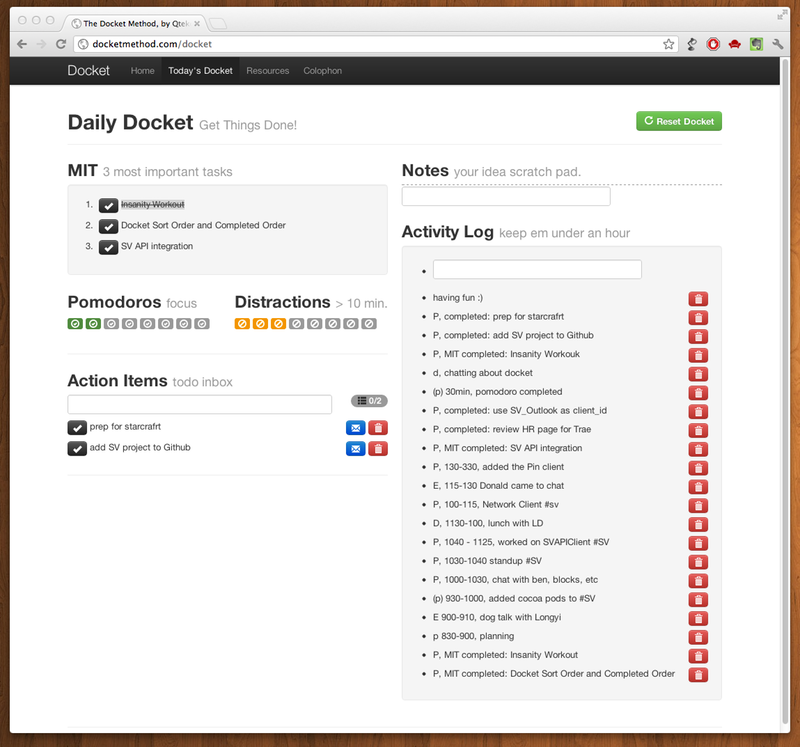 The Docket Method, by Qtek
docketmethod.com/docket
Docket Home Today's Docket Resources Colophon
Daily Docket Get Things Done!
Reset Docket
MIT 3 most important tasks
1. Insanity Workout
2. Docket Sort Order and Completed Order
3. SV API integration
Pomodoros focus
Distractions > 10 min.
Action Items todo inbox
0/2
prep for starcrafrt
add SV project to Github
Notes your idea scratch pad.
Activity Log keep em under an hour
having fun :)
P, completed: prep for starcrafrt
P, completed: add SV project to Github
P, MIT completed: Insanity Workouk
d, chatting about docket
(p) 30min, pomodoro completed
P, completed: use SV_Outlook as client_id
P, completed: review HR page for Trae
P, MIT completed: SV API integration
P, 130-330, added the Pin client
E, 115-130 Donald came to chat
P, 100-115, Network Client #sv
D, 1130-100, lunch with LD
P, 1040 - 1125, worked on SVAPIClient #SV
P, 1030-1040 standup #SV
P, 1000-1030, chat with ben, blocks, etc
(p) 930-1000, added cocoa pods to #SV
E 900-910, dog talk with Longyi
p 830-900, planning
P, MIT completed: Insanity Workout
P, MIT completed: Docket Sort Order and Completed Order